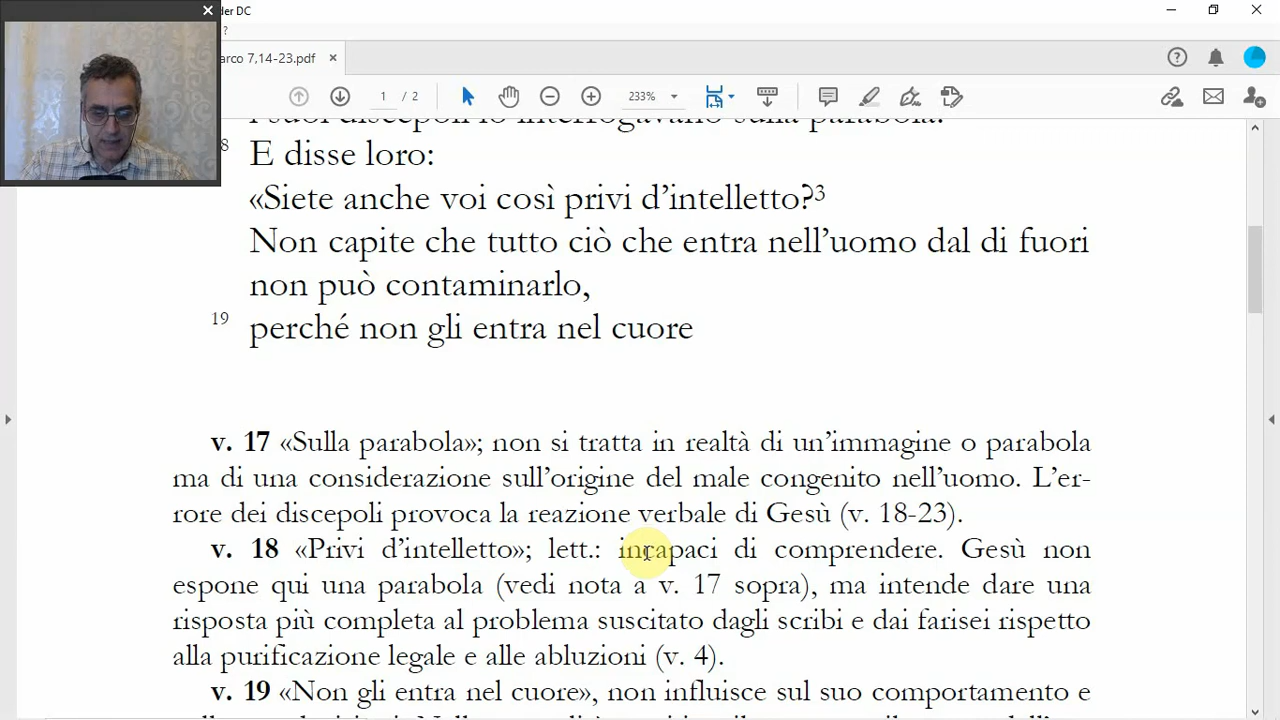 der DC
?
arco 7,14-23.pdf
1 / 2
233%
I suoi discepoli lo interrogavano sulla parabola.
8 E disse loro:
«Siete anche voi così privi d'intelletto?3
Non capite che tutto ciò che entra nell'uomo dal di fuori
non può contaminarlo,
19 perché non gli entra nel cuore
v. 17 «Sulla parabola»; non si tratta in realtà di un'immagine o parabola
ma di una considerazione sull'origine del male congenito nell'uomo. L'er-
rore dei discepoli provoca la reazione verbale di Gesù (v. 18-23).
v. 18 «Privi d'intelletto»; lett.: incapaci di comprendere. Gesù non
espone qui una parabola (vedi nota a v. 17 sopra), ma intende dare una
risposta più completa al problema suscitato dagli scribi e dai farisei rispetto
alla purificazione legale e alle abluzioni (v. 4).
v. 19 «Non gli entra nel cuore», non influisce sul suo comportamento e